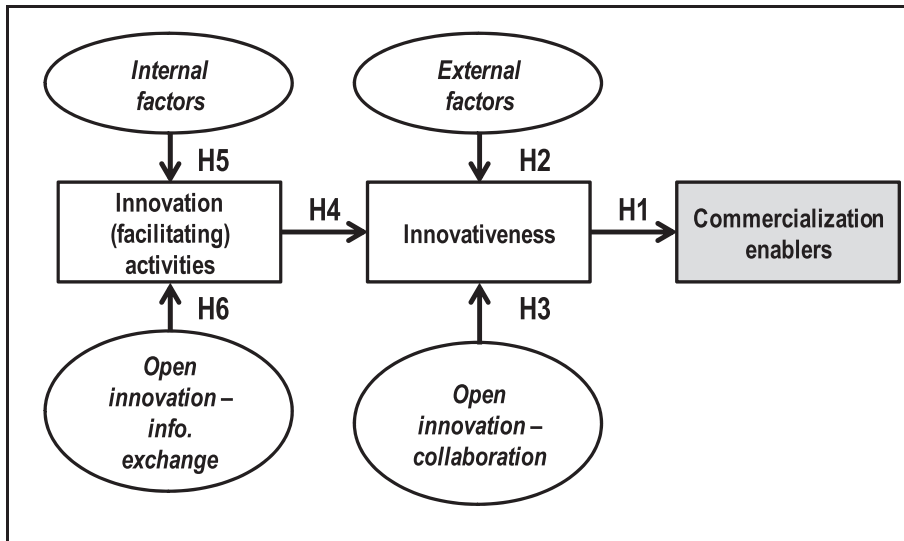 Internal
factors
External
factors
H5
H2
Innovation
(facilitating)
activities
H4
Innovativeness
H1
Commercialization
enablers
H6
H3
Open
innovation –
info.
exchange
Open
innovation –
collaboration